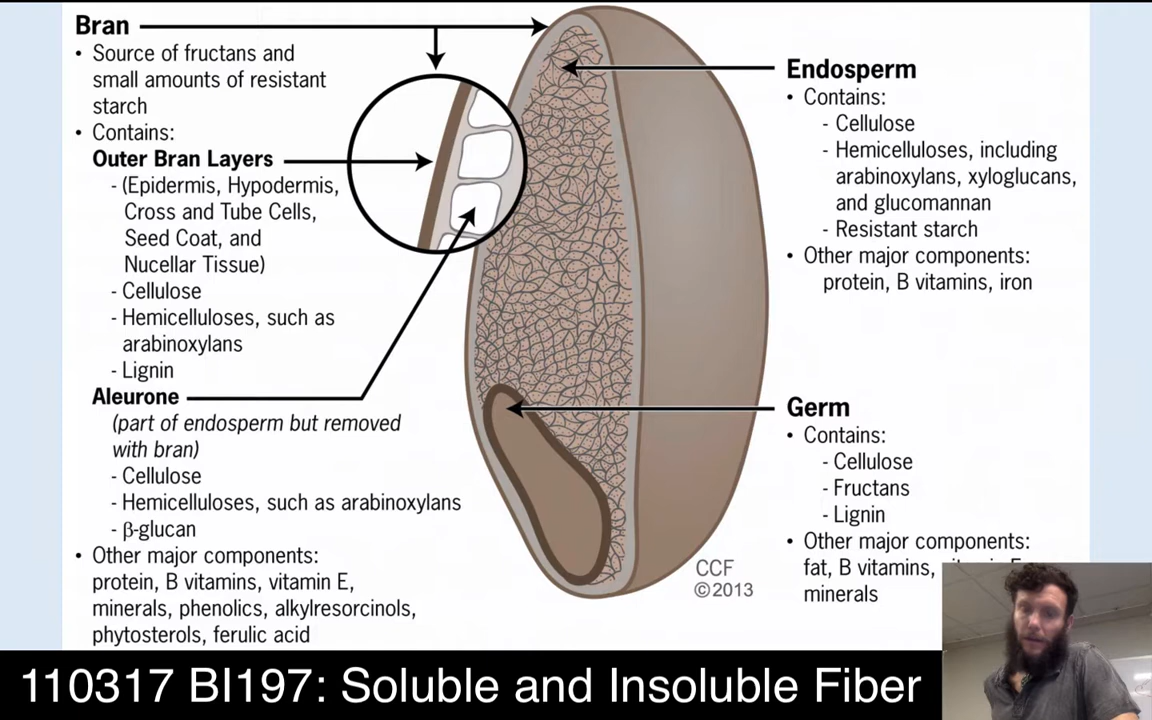 Bran
• Source of fructans and
small amounts of resistant
starch
• Contains:
Outer Bran Layers
- (Epidermis, Hypodermis,
Cross and Tube Cells,
Seed Coat, and
Nucellar Tissue)
- Cellulose
- Hemicelluloses, such as
arabinoxylans
- Lignin
Aleurone
(part of endosperm but removed
with bran)
- Cellulose
- Hemicelluloses, such as arabinoxylans
- β-glucan
• Other major components:
protein, B vitamins, vitamin E,
minerals, phenolics, alkylresorcinols,
phytosterols, ferulic acid
Endosperm
• Contains:
- Cellulose
- Hemicelluloses, including
arabinoxylans, xyloglucans,
and glucomannan
- Resistant starch
• Other major components:
protein, B vitamins, iron
Germ
• Contains:
- Cellulose
- Fructans
- Lignin
• Other major components:
fat, B vitamins,
minerals
CCF
©2013
110317 BI197: Soluble and Insoluble Fiber